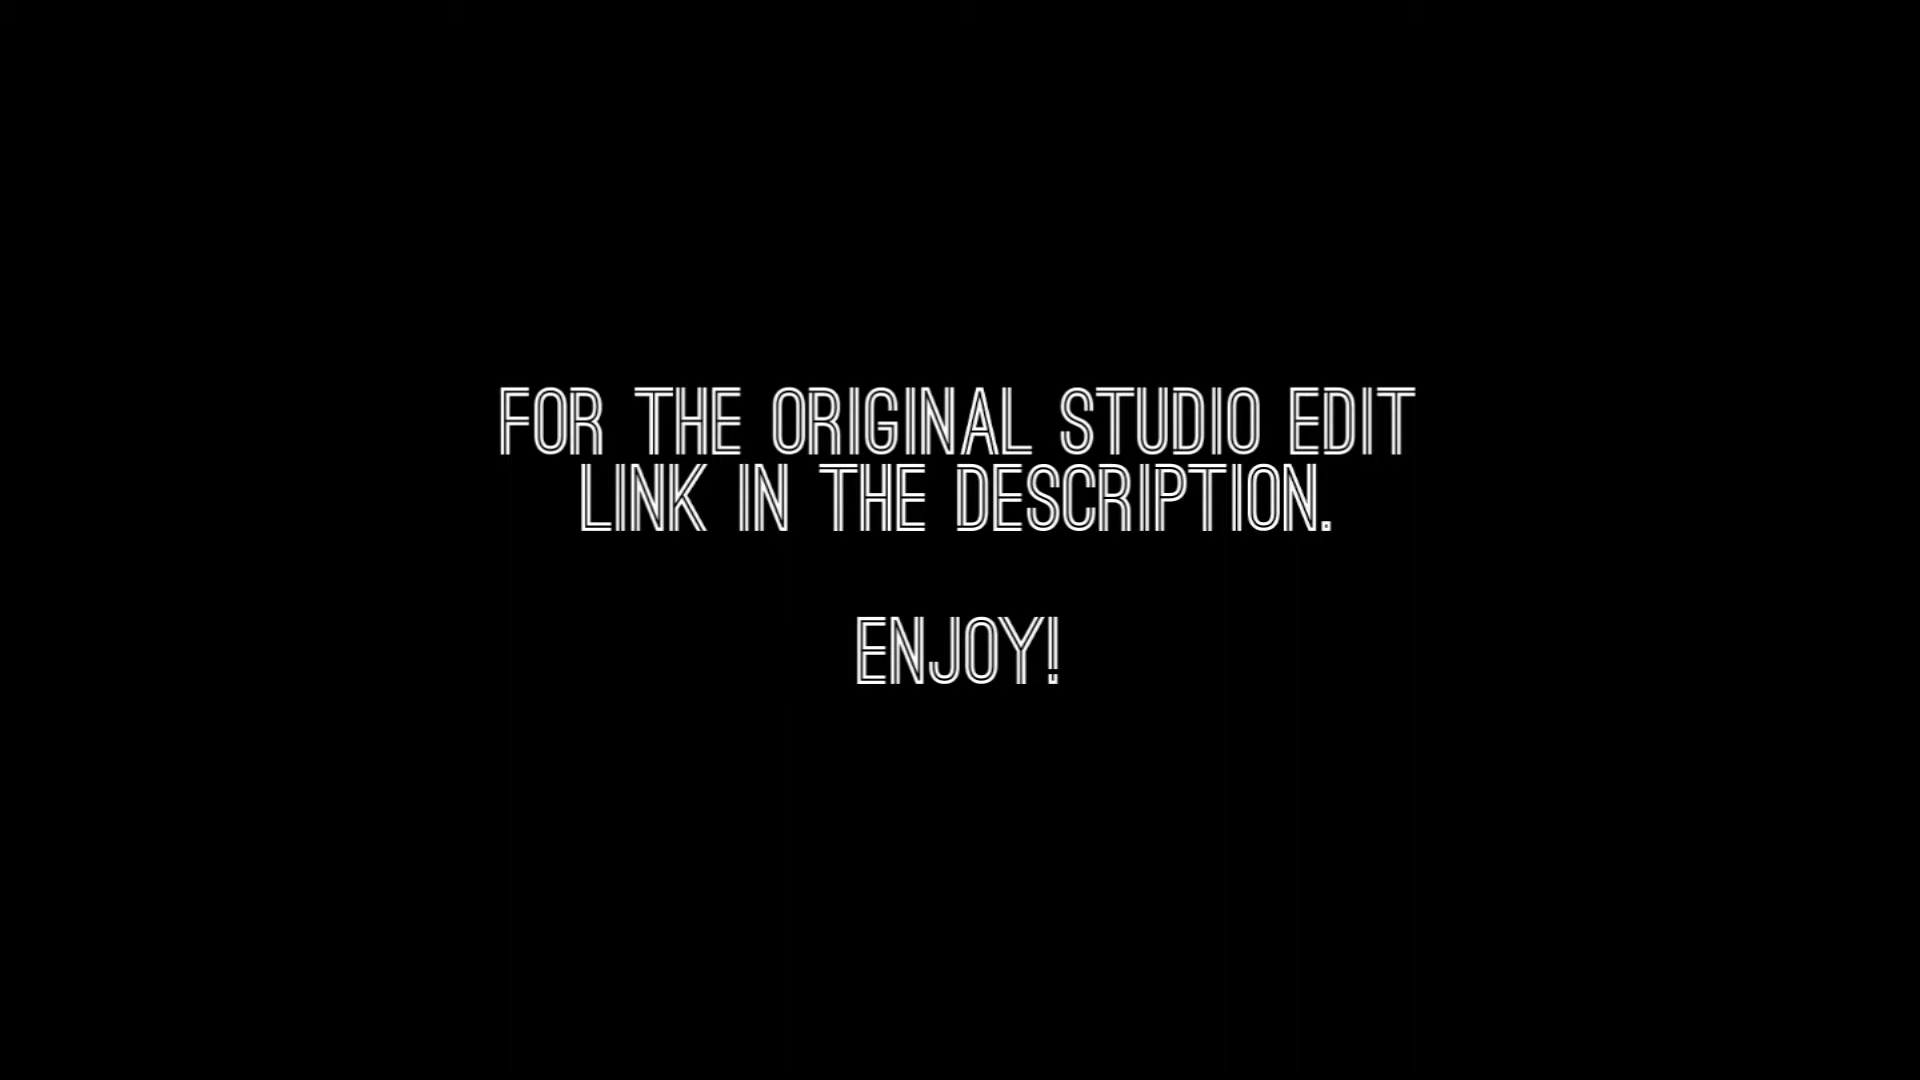 FOR THE ORIGINAL STUDIO EDIT
LINK IN THE DESCRIPTION.
ENJOY!